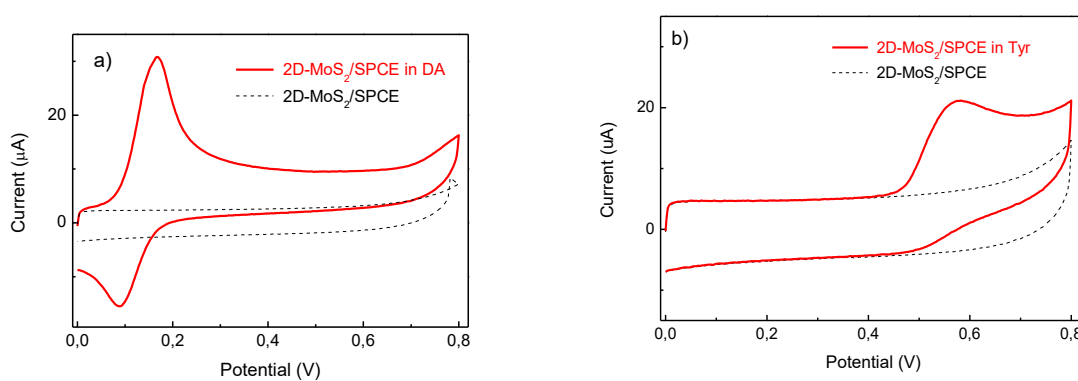 a)
2D-MoS₂/SPCE in DA
2D-MoS₂/SPCE
20
0
Current (μA)
0,0 0,2 0,4 0,6 0,8
Potential (V)
b)
2D-MoS₂/SPCE in Tyr
2D-MoS₂/SPCE
20
0
Current (uA)
0,0 0,2 0,4 0,6 0,8
Potential (V)